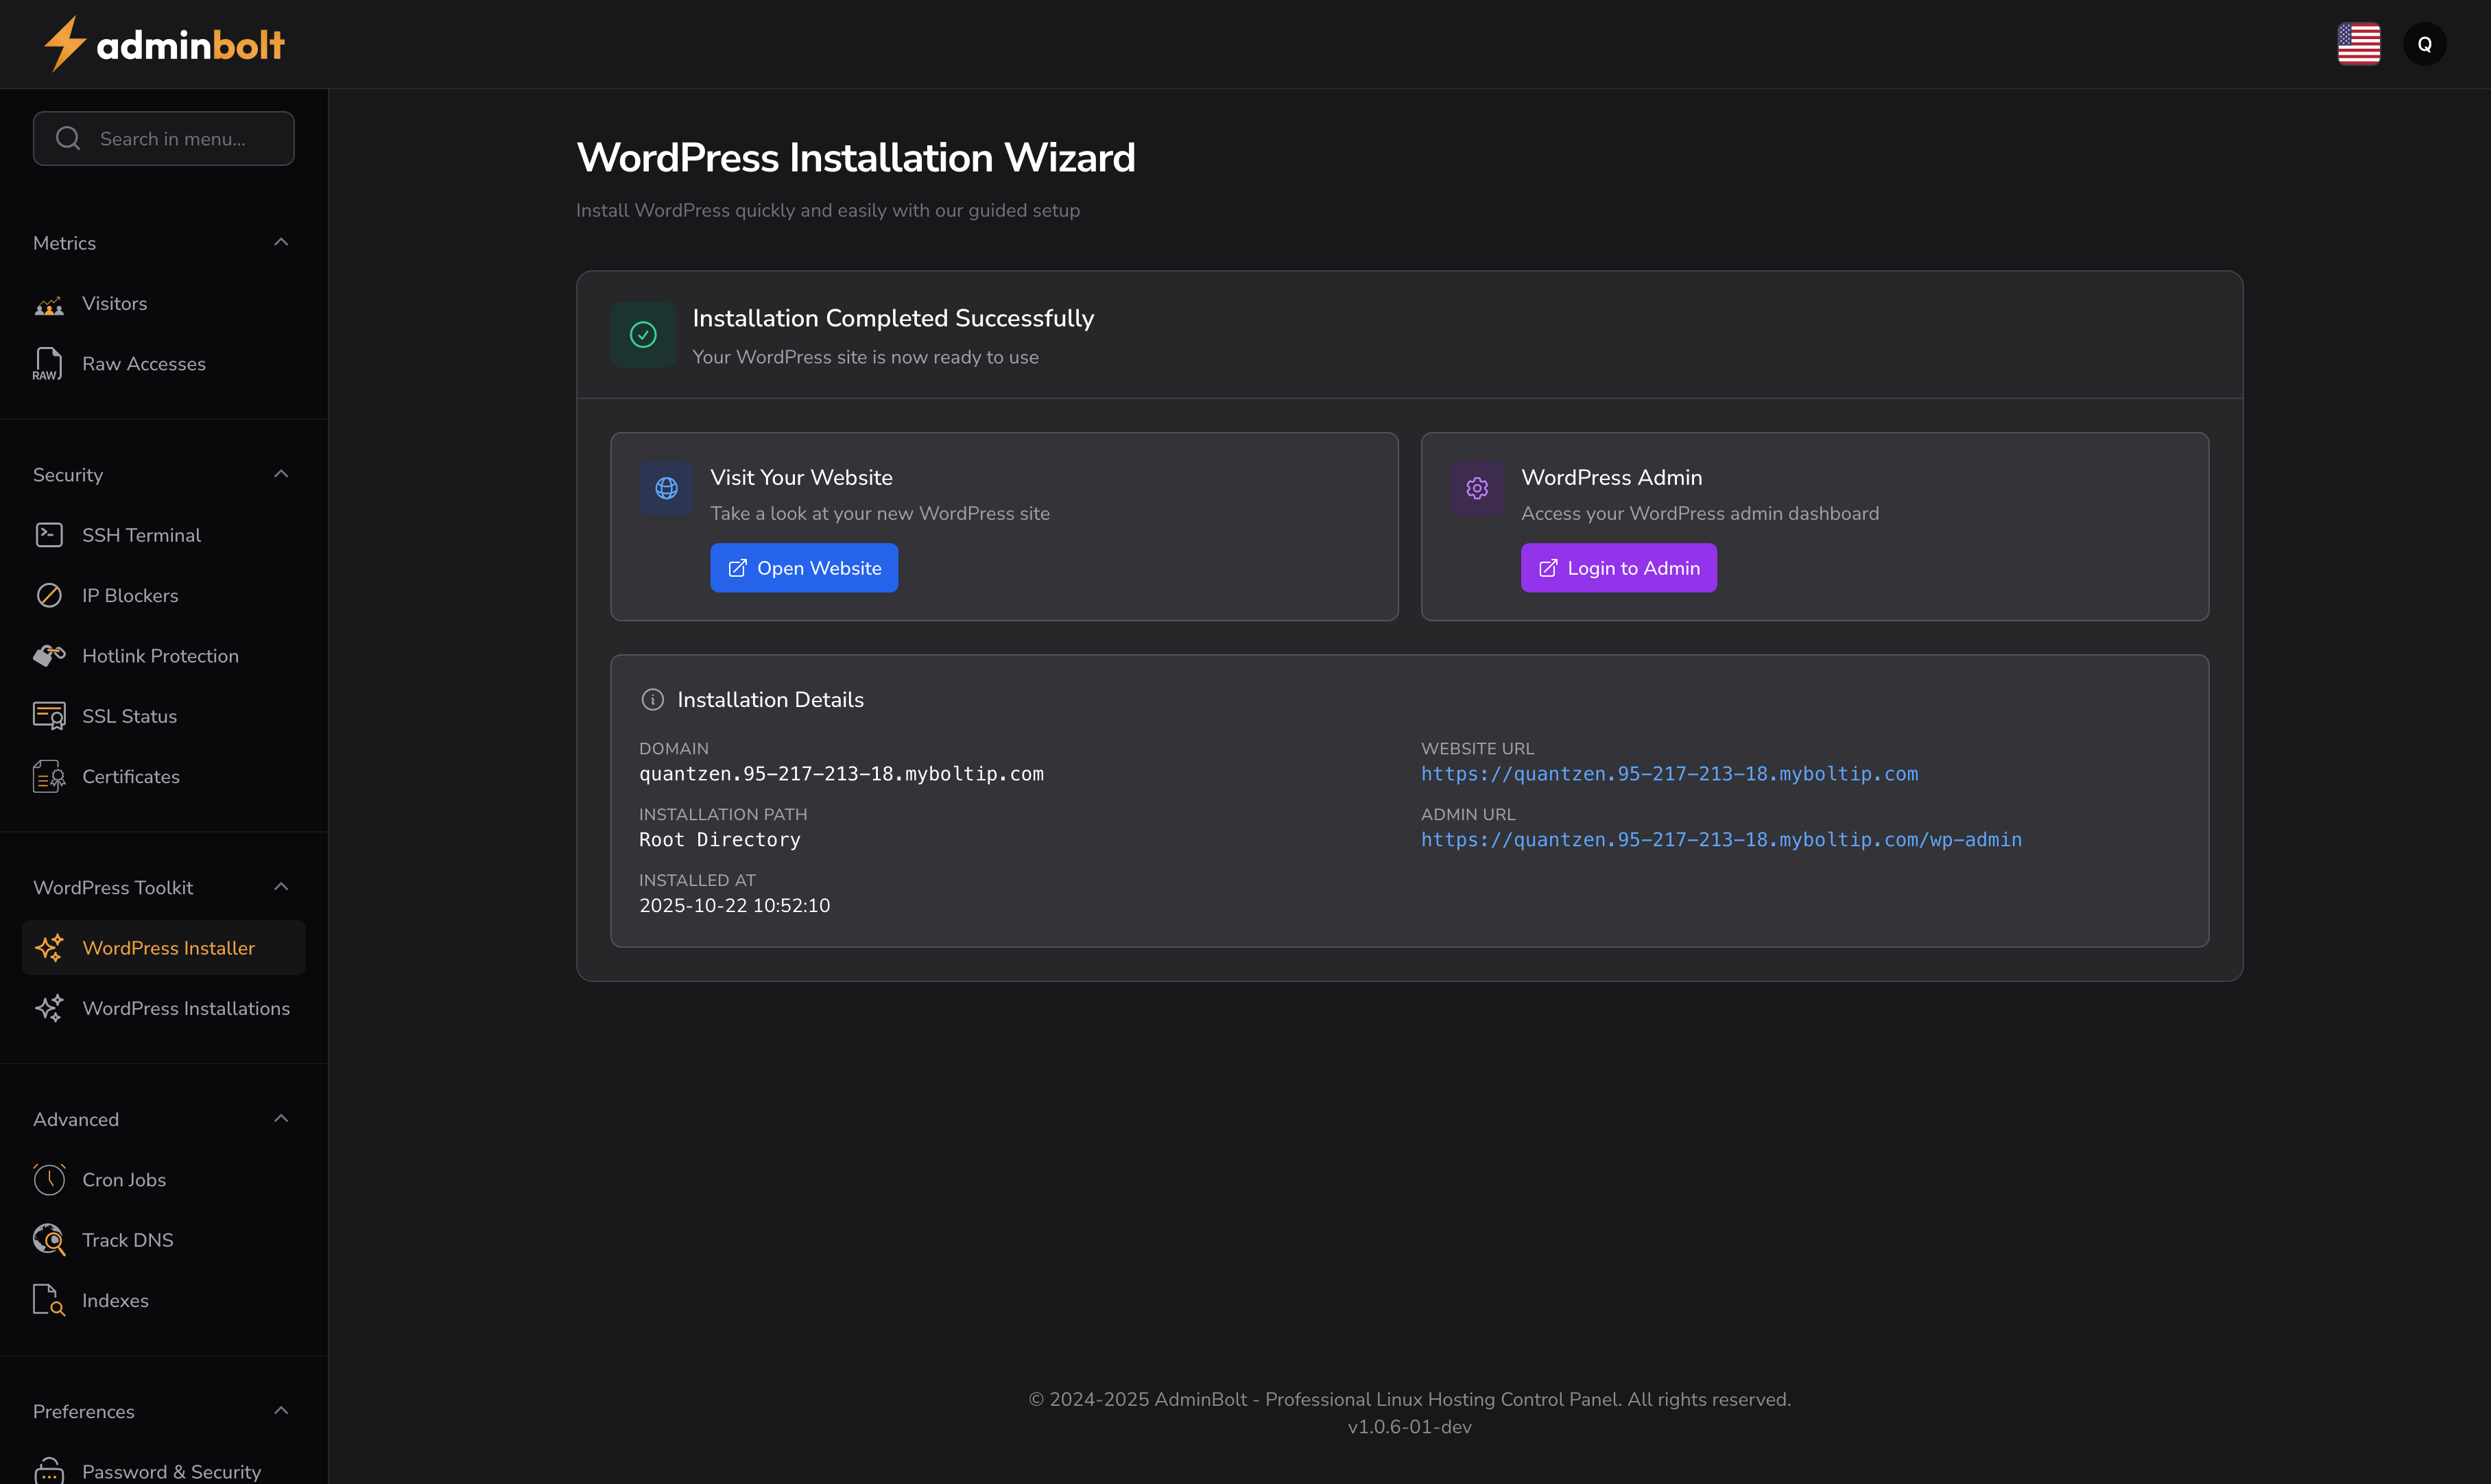 adminbolt
Q
Search in menu...
Metrics
Visitors
RAW
Raw Accesses
Security
SSH Terminal
IP Blockers
Hotlink Protection
SSL Status
Certificates
WordPress Toolkit
WordPress Installer
WordPress Installations
Advanced
Cron Jobs
Track DNS
Indexes
Preferences
Password & Security
WordPress Installation Wizard
Install WordPress quickly and easily with our guided setup
Installation Completed Successfully
Your WordPress site is now ready to use
Visit Your Website
Take a look at your new WordPress site
Open Website
WordPress Admin
Access your WordPress admin dashboard
Login to Admin
Installation Details
DOMAIN
quantzen.95-217-213-18.myboltip.com
INSTALLATION PATH
Root Directory
INSTALLED AT
2025-10-22 10:52:10
WEBSITE URL
https://quantzen.95-217-213-18.myboltip.com
ADMIN URL
https://quantzen.95-217-213-18.myboltip.com/wp-admin
© 2024-2025 AdminBolt - Professional Linux Hosting Control Panel. All rights reserved.
v1.0.6-01-dev